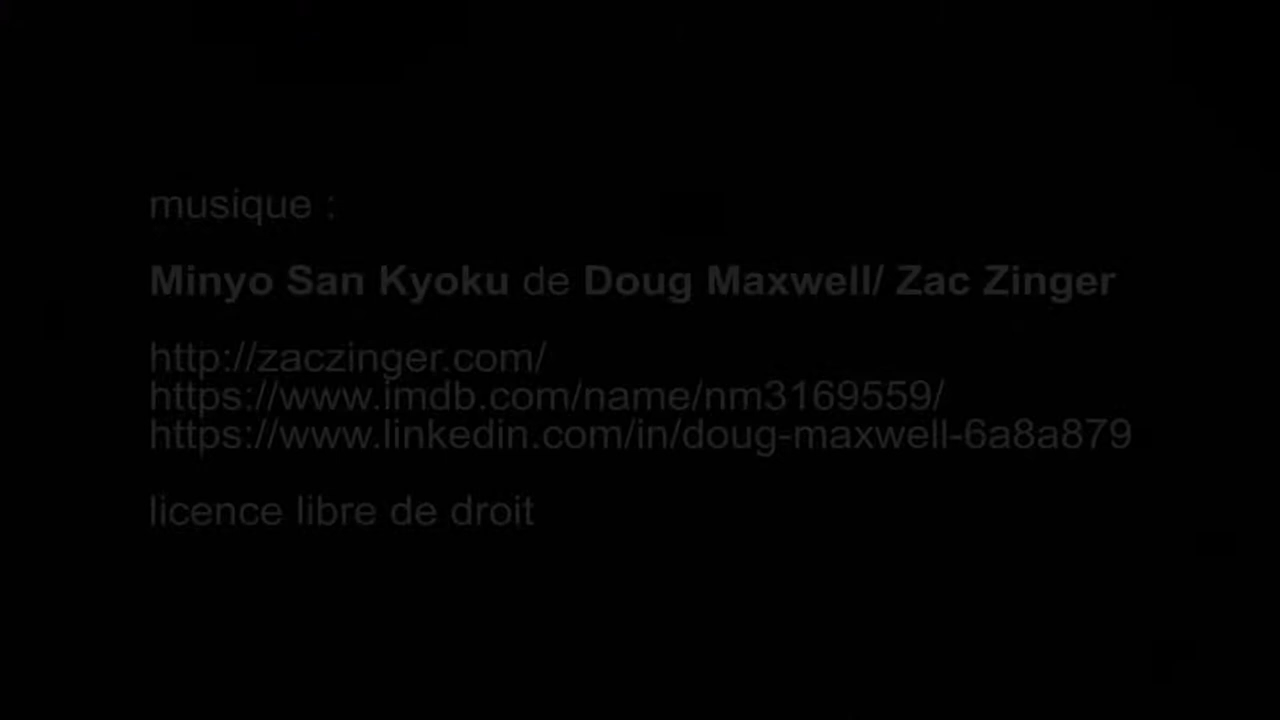 musique :
Minyo San Kyoku de Doug Maxwell/ Zac Zinger
http://zaczinger.com/
https://www.imdb.com/name/nm3169559/
https://www.linkedin.com/in/doug-maxwell-6a8a879
licence libre de droit